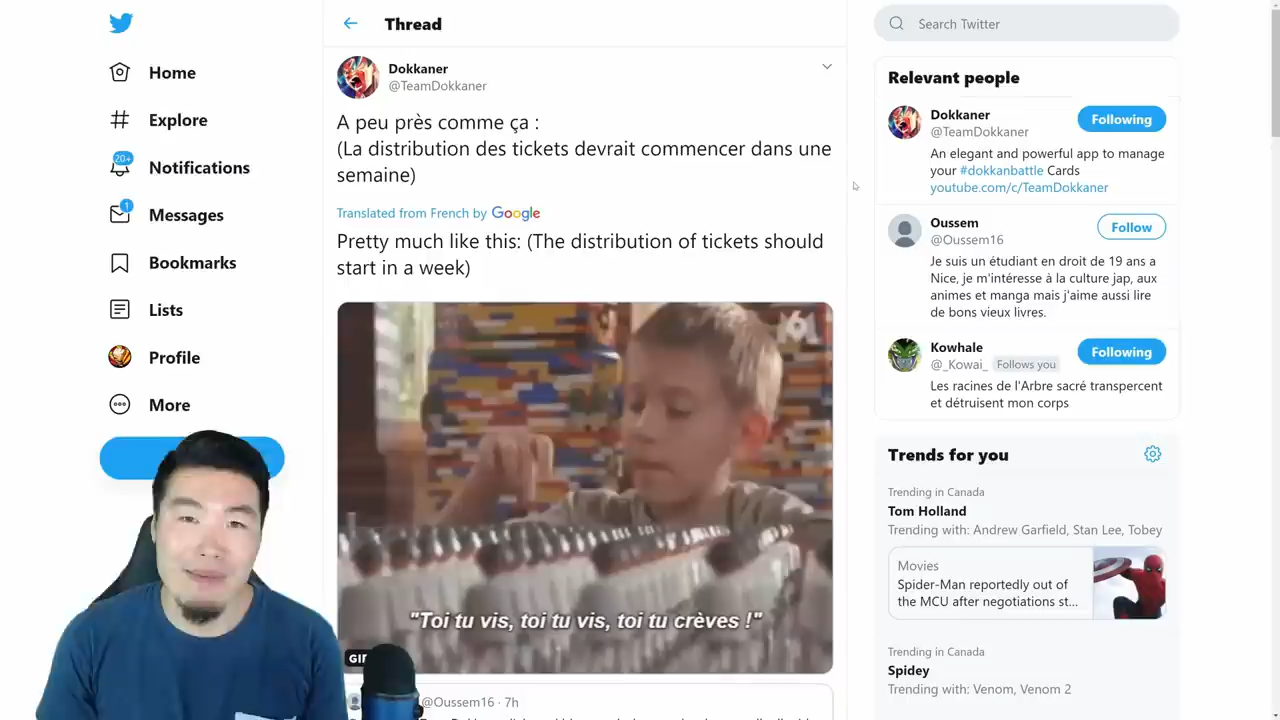 Home
Explore
20+
Notifications
1
Messages
Bookmarks
Lists
Profile
More
Thread
Dokkaner
@TeamDokkaner
A peu près comme ça :
(La distribution des tickets devrait commencer dans une
semaine)
Translated from French by Google
Pretty much like this: (The distribution of tickets should
start in a week)
"Toi tu vis, toi tu vis, toi tu crèves !"
@Oussem16 · 7h
Search Twitter
Relevant people
Dokkaner
@TeamDokkaner
Following
An elegant and powerful app to manage
your #dokkanbattle Cards
youtube.com/c/TeamDokkaner
Oussem
@Oussem16
Follow
Je suis un étudiant en droit de 19 ans a
Nice, je m'intéresse à la culture jap, aux
animes et manga mais j'aime aussi lire
de bons vieux livres.
Kowhale
@_Kowai_ Follows you
Following
Les racines de l'Arbre sacré transpercent
et détruisent mon corps
Trends for you
Trending in Canada
Tom Holland
Trending with: Andrew Garfield, Stan Lee, Tobey
Movies
Spider-Man reportedly out of
the MCU after negotiations st...
Trending in Canada
Spidey
Trending with: Venom, Venom 2